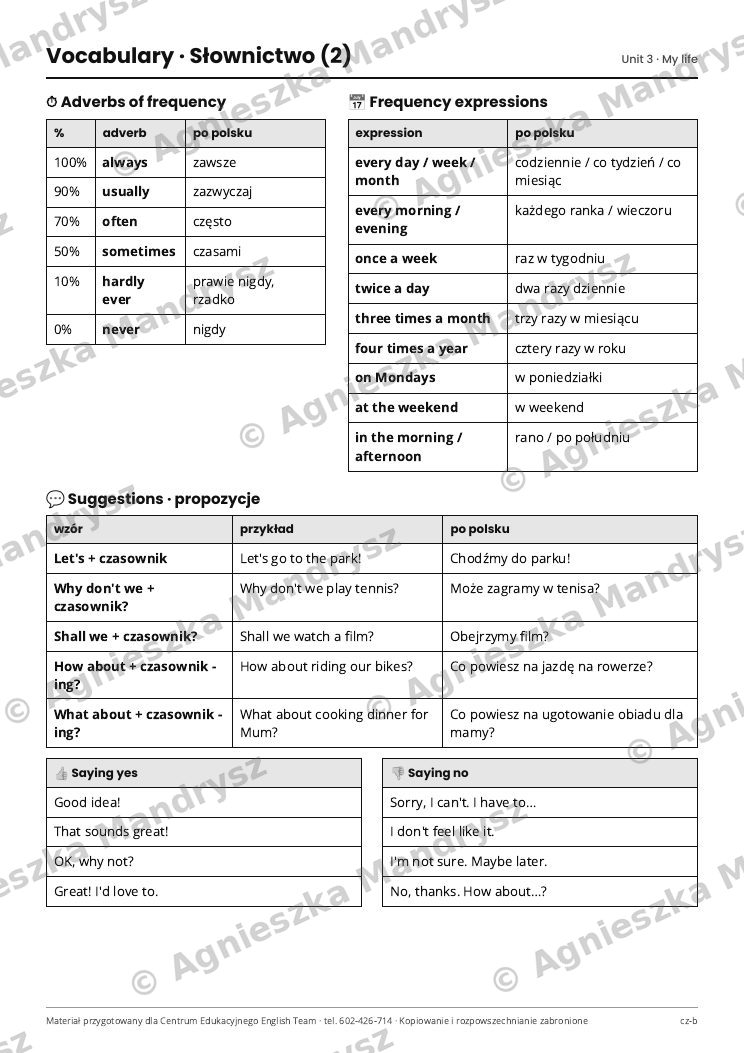 Vocabulary · Słownictwo (2)
Unit 3 · My life
⏱ Adverbs of frequency
% adverb po polsku
100% always zawsze
90% usually zazwyczaj
70% often często
50% sometimes czasami
10% hardly ever prawie nigdy, rzadko
0% never nigdy
📅 Frequency expressions
expression po polsku
every day / week / month codziennie / co tydzień / co miesiąc
every morning / evening każdego ranka / wieczoru
once a week raz w tygodniu
twice a day dwa razy dziennie
three times a month trzy razy w miesiącu
four times a year cztery razy w roku
on Mondays w poniedziałki
at the weekend w weekend
in the morning / afternoon rano / po południu
💬 Suggestions · propozycje
wzór przykład po polsku
Let's + czasownik Let's go to the park! Chodźmy do parku!
Why don't we + czasownik? Why don't we play tennis? Może zagramy w tenisa?
Shall we + czasownik? Shall we watch a film? Obejrzymy film?
How about + czasownik -ing? How about riding our bikes? Co powiesz na jazdę na rowerze?
What about + czasownik -ing? What about cooking dinner for Mum? Co powiesz na ugotowanie obiadu dla mamy?
👍 Saying yes
Good idea!
That sounds great!
OK, why not?
Great! I'd love to.
👎 Saying no
Sorry, I can't. I have to...
I don't feel like it.
I'm not sure. Maybe later.
No, thanks. How about...?
Materiał przygotowany dla Centrum Edukacyjnego English Team · tel. 602-426-714 · Kopiowanie i rozpowszechnianie zabronione
cz-b
© Agnieszka Mandrysz